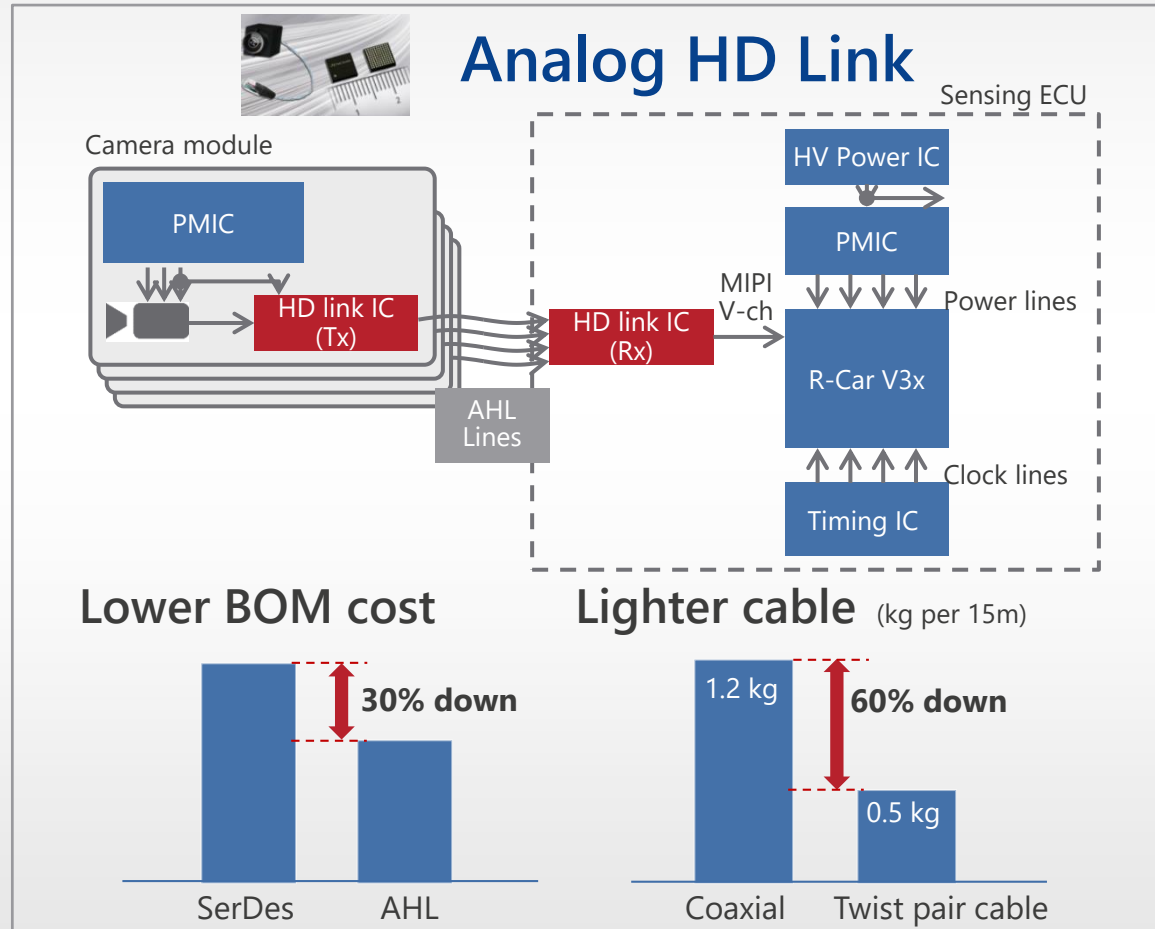 Analog HD Link
Sensing ECU
Camera module
PMIC
HD link IC
(Tx)
AHL
Lines
HD link IC
(Rx)
MIPI
V-ch
HV Power IC
PMIC
Power lines
R-Car V3x
Clock lines
Timing IC
Lower BOM cost
30% down
SerDes
AHL
Lighter cable (kg per 15m)
1.2 kg
60% down
0.5 kg
Coaxial
Twist pair cable